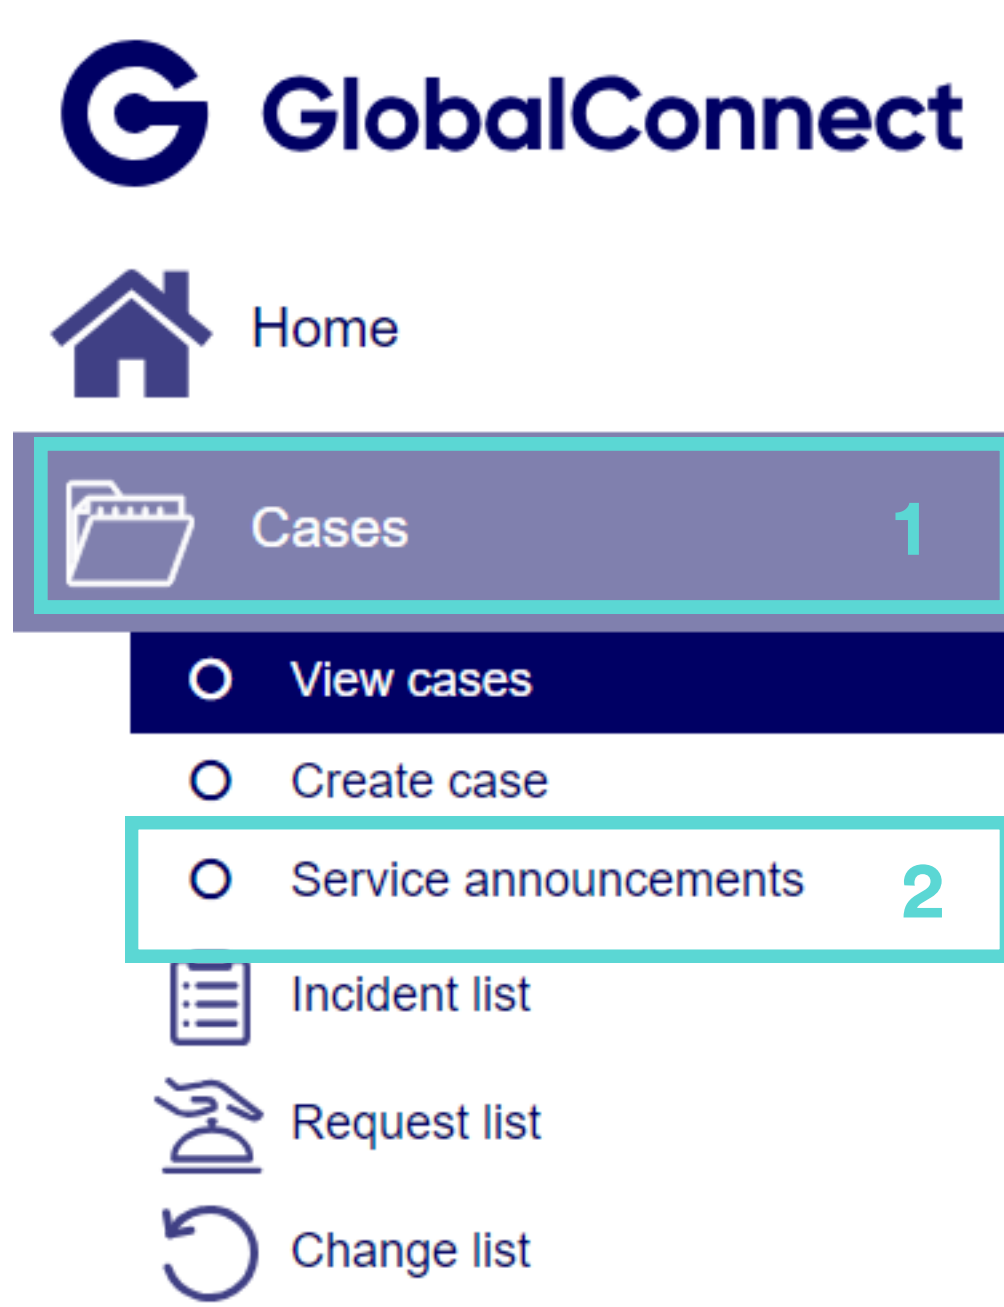 GlobalConnect
Home
Cases 1
View cases
Create case
Service announcements 2
Incident list
Request list
Change list